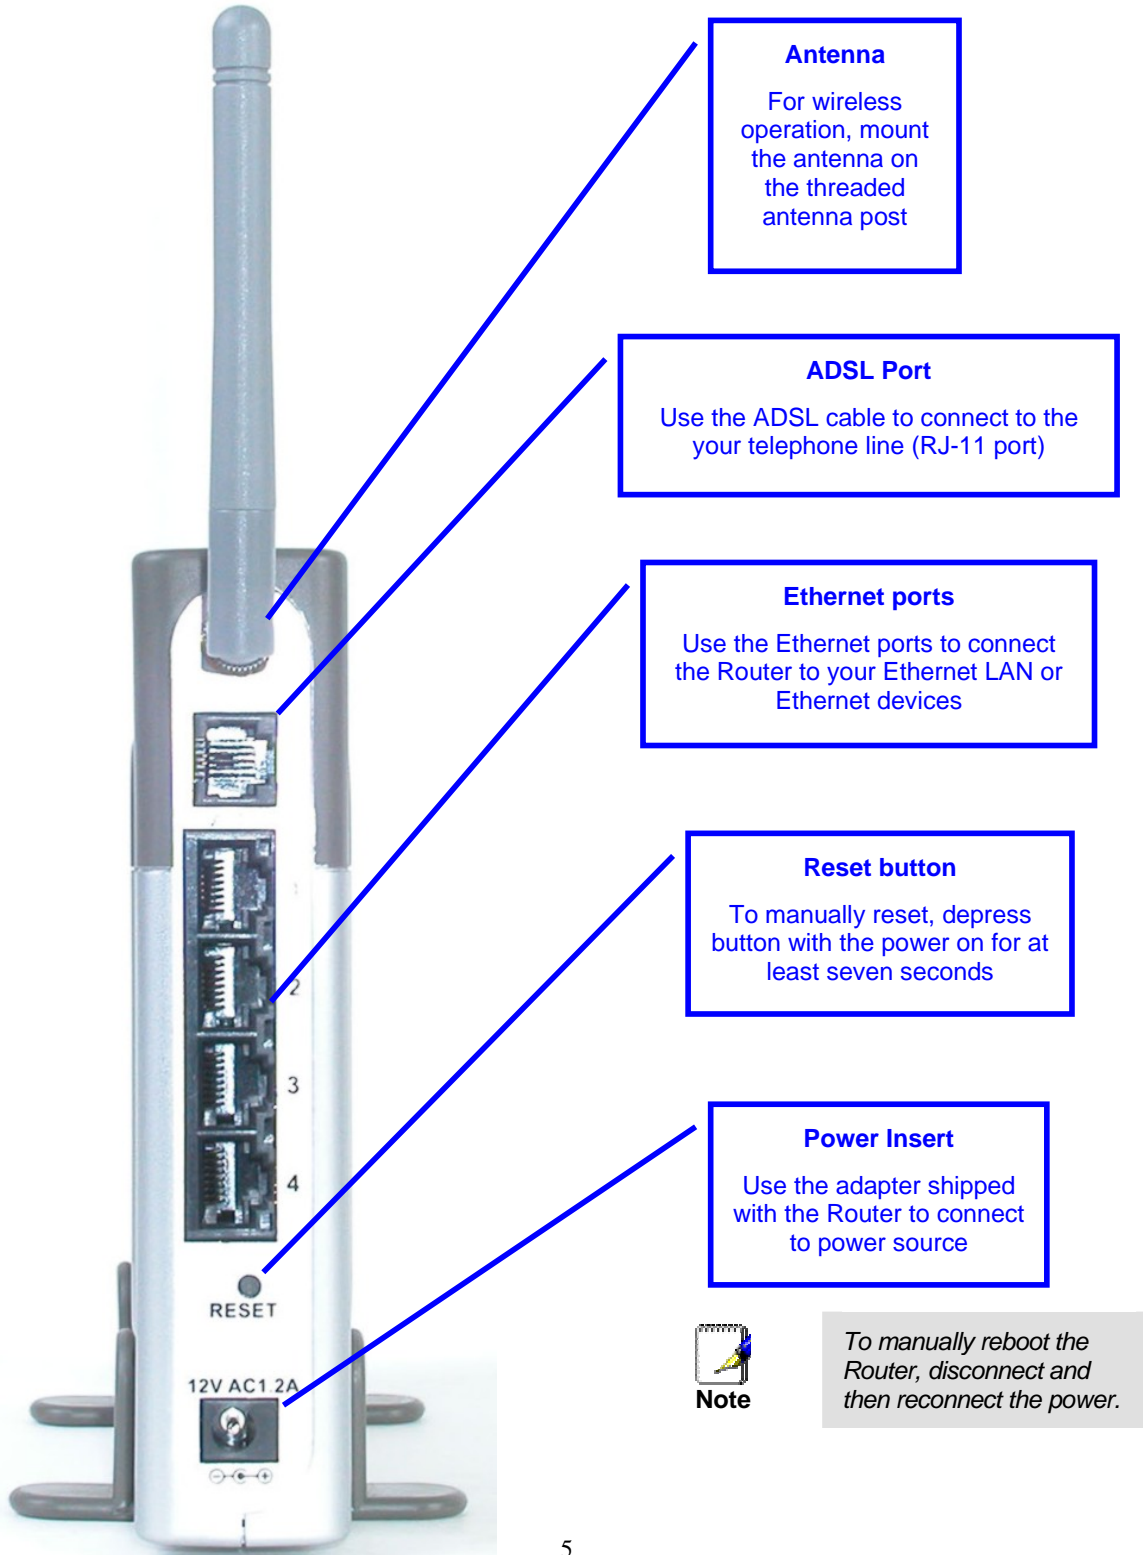 Antenna
For wireless
operation, mount
the antenna on
the threaded
antenna post
ADSL Port
Use the ADSL cable to connect to the
your telephone line (RJ-11 port)
Ethernet ports
Use the Ethernet ports to connect
the Router to your Ethernet LAN or
Ethernet devices
Reset button
To manually reset, depress
button with the power on for at
least seven seconds
Power Insert
Use the adapter shipped
with the Router to connect
to power source
2
3
4
RESET
12V AC1.2A
Note
To manually reboot the
Router, disconnect and
then reconnect the power.
5